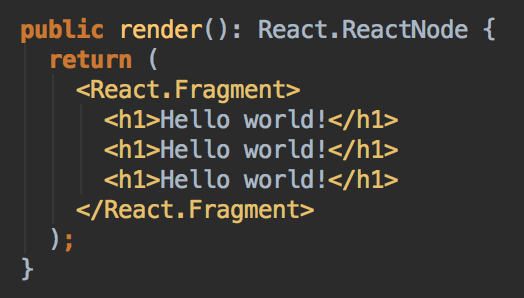 public render(): React.ReactNode {
  return (
    <React.Fragment>
      <h1>Hello world!</h1>
      <h1>Hello world!</h1>
      <h1>Hello world!</h1>
    </React.Fragment>
  );
}